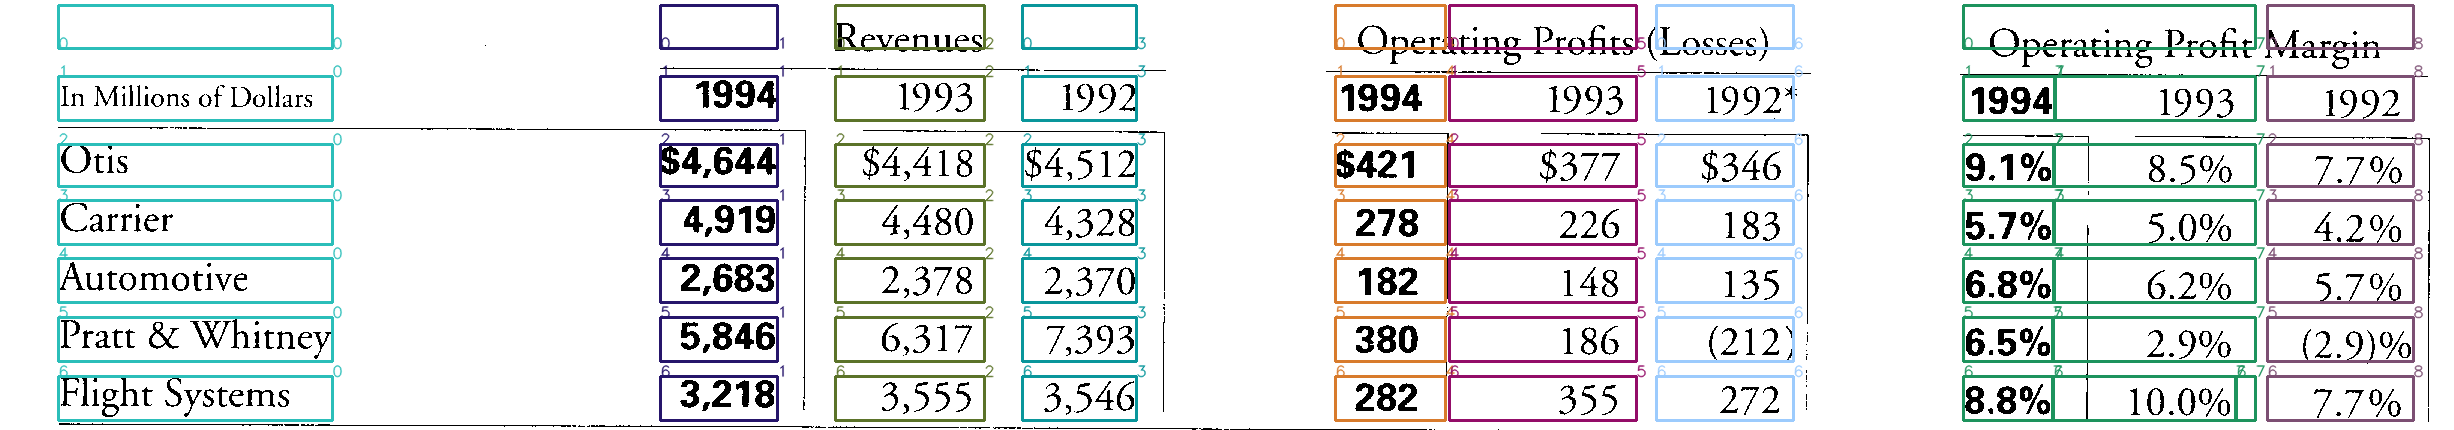 Revenues Operating Profits (Losses) Operating Profit Margin
In Millions of Dollars 1994 1993 1992 1994 1993 1992* 1994 1993 1992
Otis $4,644 $4,418 $4,512 $421 $377 $346 9.1% 8.5% 7.7%
Carrier 4,919 4,480 4,328 278 226 183 5.7% 5.0% 4.2%
Automotive 2,683 2,378 2,370 182 148 135 6.8% 6.2% 5.7%
Pratt & Whitney 5,846 6,317 7,393 380 186 (212) 6.5% 2.9% (2.9)%
Flight Systems 3,218 3,555 3,546 282 355 272 8.8% 10.0% 7.7%